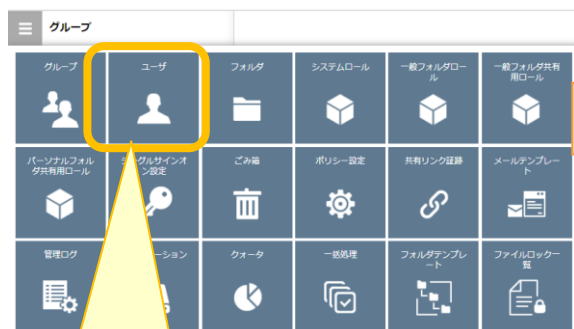 グループ
グループ
ユーザ
フォルダ
システムロール
一般フォルダロー
ル
一般フォルダ共有
用ロール
パーソナルフォル
ダ共有用ロール
グルサインオ
ン設定
ごみ箱
ポリシー設定
共有リンク証跡
メールテンプレー
ト
管理ログ
ーション
クォータ
一括処理
フォルダテンプレ
ート
ファイルロック一
覧